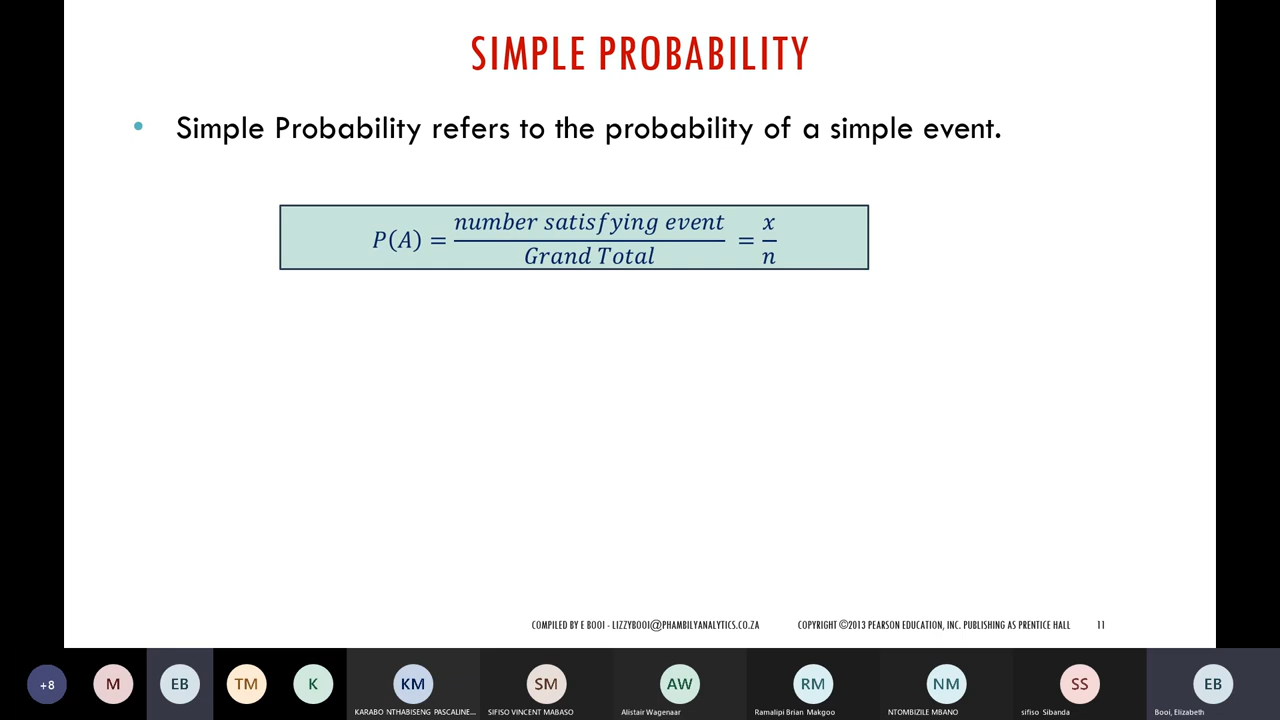 SIMPLE PROBABILITY
• Simple Probability refers to the probability of a simple event.
P(A) = number satisfying event / Grand Total = x / n
COMPILED BY E BOOI - LIZZYBOOI@PHAMBILYANALYTICS.CO.ZA COPYRIGHT ©2013 PEARSON EDUCATION, INC. PUBLISHING AS PRENTICE HALL 11
+8 M EB TM K KM SM AW RM NM SS EB
KARABO NTHABISENG PASCALINE... SIFISO VINCENT MABASO Alistair Wagenaar Ramalipi Brian Makgoo NTOMBIZILE MBANO sifiso Sibanda Booi, Elizabeth